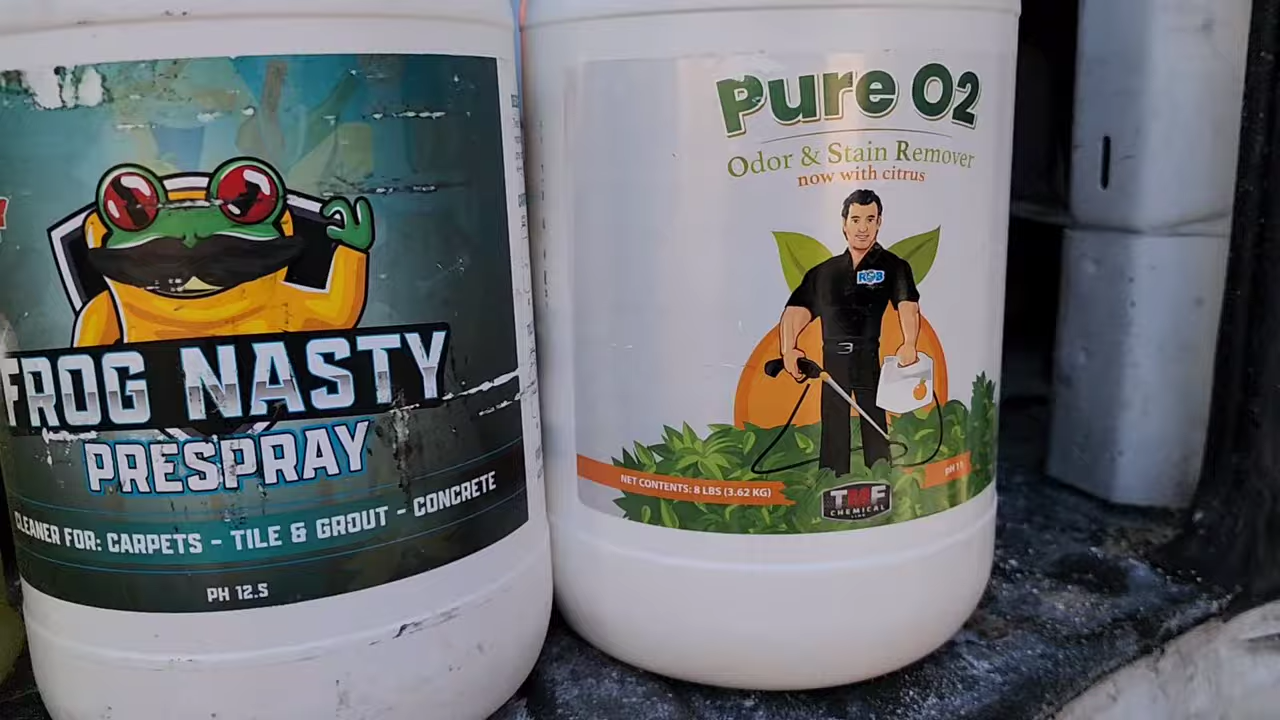 FROG NASTY
PRESPRAY
CLEANER FOR: CARPETS - TILE & GROUT - CONCRETE
PH 12.5
Pure O2
Odor & Stain Remover
now with citrus
ROB
NET CONTENTS: 8 LBS (3.62 KG)
pH 11
TMF
CHEMICAL